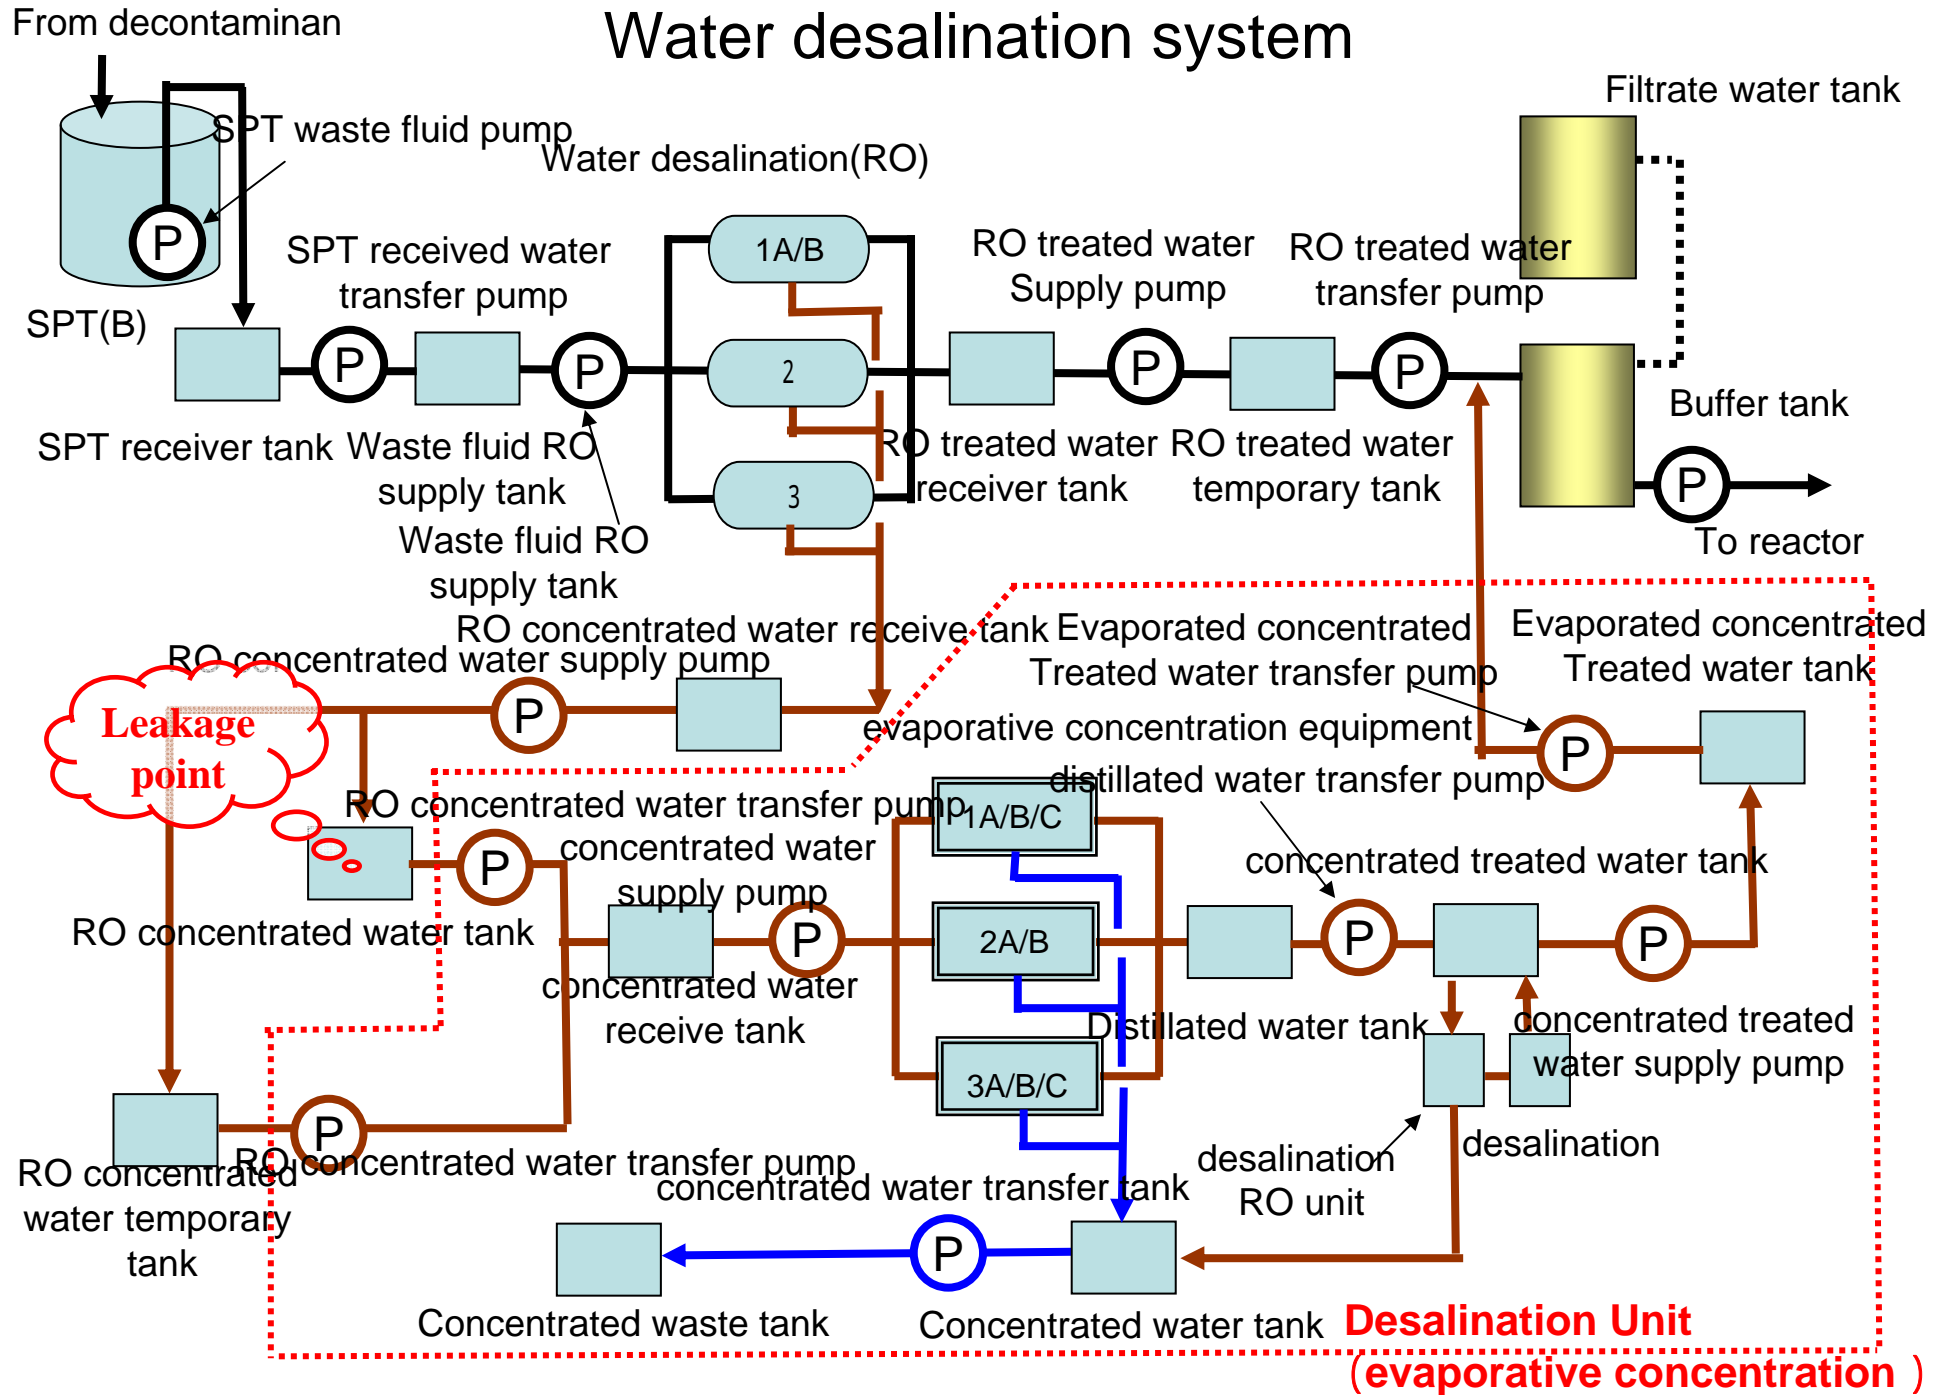 From decontaminan
Water desalination system
Filtrate water tank
SPT waste fluid pump
Water desalination(RO)
P
SPT(B)
SPT received water
transfer pump
1A/B
RO treated water
Supply pump
RO treated water
transfer pump
P
P
2
P
P
Buffer tank
SPT receiver tank
Waste fluid RO
supply tank
3
RO treated water
receiver tank
RO treated water
temporary tank
P
To reactor
Waste fluid RO
supply tank
RO concentrated water receive tank
RO concentrated water supply pump
Evaporated concentrated
Treated water transfer pump
Evaporated concentrated
Treated water tank
Leakage
point
P
evaporative concentration equipment
P
distillated water transfer pump
RO concentrated water transfer pump
1A/B/C
P
concentrated water
supply pump
concentrated treated water tank
RO concentrated water tank
P
2A/B
P
P
concentrated water
receive tank
Distillated water tank
concentrated treated
water supply pump
3A/B/C
P
RO concentrated
water temporary
tank
RO concentrated water transfer pump
concentrated water transfer tank
desalination
RO unit
desalination
P
Concentrated waste tank
Concentrated water tank
Desalination Unit
(evaporative concentration )